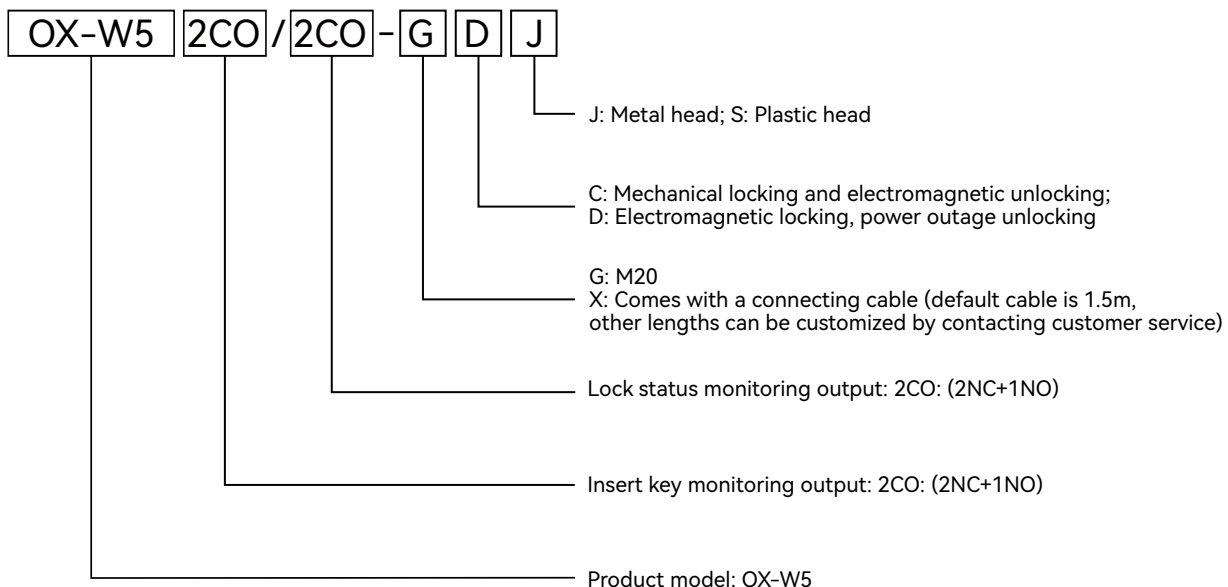 OX-W5 2CO/2CO-G D J
J: Metal head; S: Plastic head
C: Mechanical locking and electromagnetic unlocking;
D: Electromagnetic locking, power outage unlocking
G: M20
X: Comes with a connecting cable (default cable is 1.5m,
other lengths can be customized by contacting customer service)
Lock status monitoring output: 2CO: (2NC+1NO)
Insert key monitoring output: 2CO: (2NC+1NO)
Product model: OX-W5